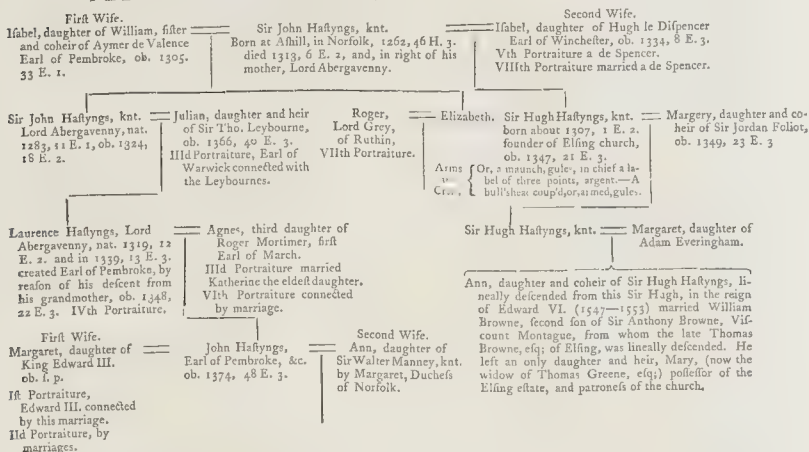 First Wife.
Isabel, daughter of William, sister
and coheir of Aymer de Valence
Earl of Pembroke, ob. 1305.
33 E. 1.
Sir John Hastyngs, knt.
Born at Ashill, in Norfolk, 1262, 46 H. 3.
died 1313, 6 E. 2, and, in right of his
mother, Lord Abergavenny.
Second Wife.
Isabel, daughter of Hugh le Dispencer
Earl of Winchester, ob. 1334, 8 E. 3.
Vth Portraiture a de Spencer.
VIIIth Portraiture married a de Spencer.
Sir John Hastyngs, knt.
Lord Abergavenny, nat.
1283, 11 E. 1, ob. 1324,
18 E. 2.
Julian, daughter and heir
of Sir Tho. Leybourne,
ob. 1366, 40 E. 3.
IIId Portraiture, Earl of
Warwick connected with
the Leybournes.
Roger,
Lord Grey,
of Ruthin,
VIIth Portraiture.
Elizabeth.
Sir Hugh Hastyngs, knt.
born about 1307, 1 E. 2.
founder of Elsing church,
ob. 1347, 21 E. 3.
Arms
Or, a maunch, gules, in chief a la-
bel of three points, argent.—A
bull's head coup'd, or, armed, gules.
Margery, daughter and co-
heir of Sir Jordan Foliot,
ob. 1349, 23 E. 3
Laurence Hastyngs, Lord
Abergavenny, nat. 1319, 12
E. 2. and in 1339, 13 E. 3.
created Earl of Pembroke, by
reason of his descent from
his grandmother, ob. 1348,
22 E. 3. IVth Portraiture.
Agnes, third daughter of
Roger Mortimer, first
Earl of March.
IIId Portraiture married
Katherine the eldest daughter.
VIth Portraiture connected
by marriage.
Sir Hugh Hastyngs, knt.
Margaret, daughter of
Adam Everingham.
Ann, daughter and coheir of Sir Hugh Hastyngs, li-
neally descended from this Sir Hagh, in the reign
of Edward VI. (1547—1553) married William
Browne, second son of Sir Anthony Browne, Vis-
count Montague, from whom the late Thomas
Browne, esq; of Elsing, was lineally descended. He
left an only daughter and heir, Mary, (now the
widow of Thomas Greene, esq;) possessor of the
Elsing estate, and patroness of the church.
First Wife.
Margaret, daughter of
King Edward III.
ob. s. p.
Ist Portraiture,
Edward III. connected
by this marriage.
IId Portraiture, by
marriages.
John Hastyngs,
Earl of Pembroke, &c.
ob. 1374, 48 E. 3.
Second Wife.
Ann, daughter of
Sir Walter Manney, knt.
by Margaret, Duchess
of Norfolk.